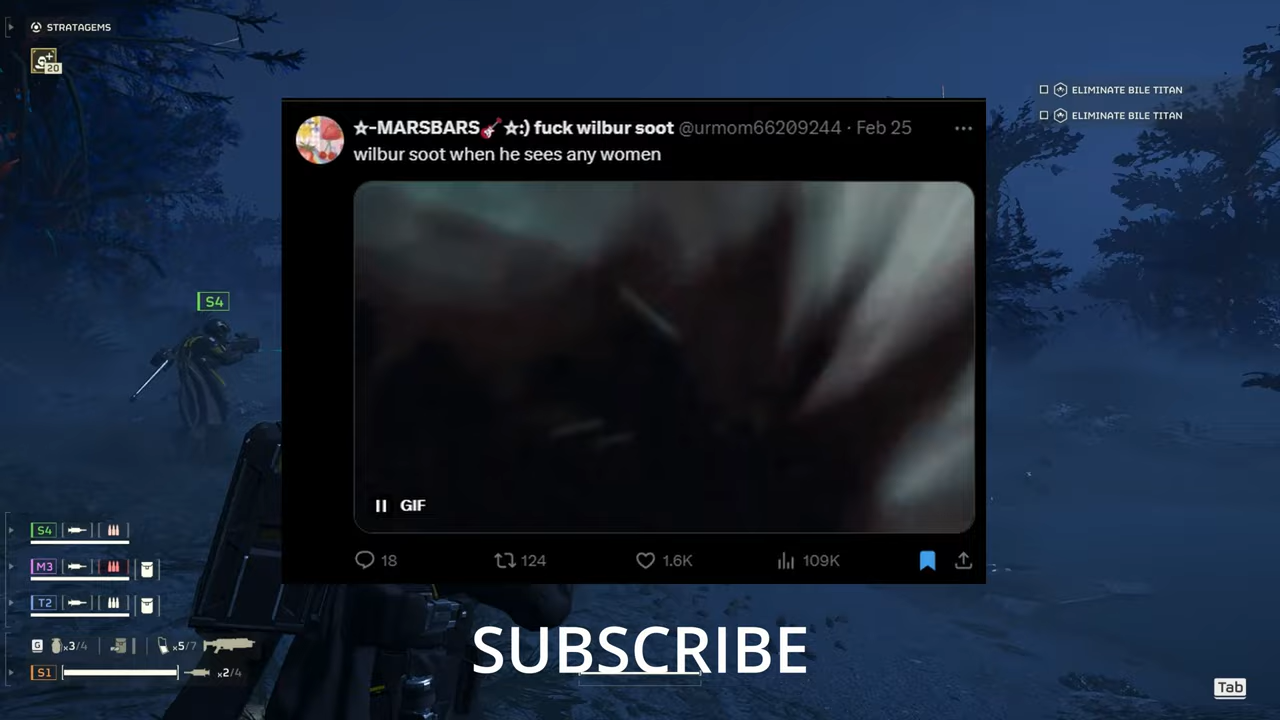 STRATAGEMS
20
ELIMINATE BILE TITAN
ELIMINATE BILE TITAN
☆-MARSBARS🎸☆:) fuck wilbur soot @urmom66209244 · Feb 25
wilbur soot when he sees any women
GIF
18 124 1.6K 109K
S4
S4
M3
T2
G x3/4 x5/7
S1 x2/4
SUBSCRIBE
Tab